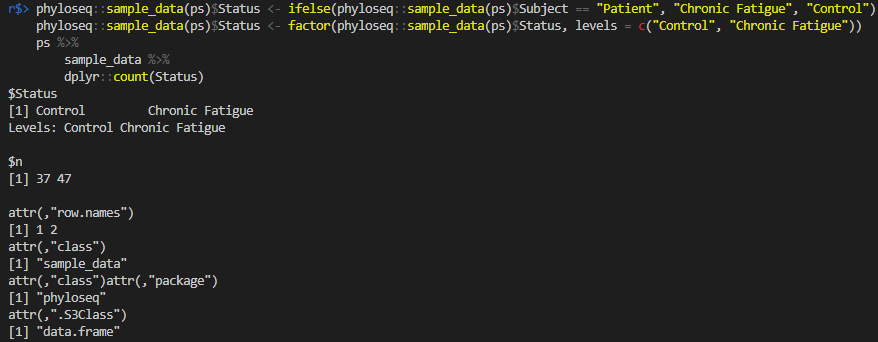 r$> phyloseq::sample_data(ps)$Status <- ifelse(phyloseq::sample_data(ps)$Subject == "Patient", "Chronic Fatigue", "Control")
    phyloseq::sample_data(ps)$Status <- factor(phyloseq::sample_data(ps)$Status, levels = c("Control", "Chronic Fatigue"))
    ps %>%
        sample_data %>%
        dplyr::count(Status)
$Status
[1] Control         Chronic Fatigue
Levels: Control Chronic Fatigue

$n
[1] 37 47

attr(,"row.names")
[1] 1 2
attr(,"class")
[1] "sample_data"
attr(,"class")attr(,"package")
[1] "phyloseq"
attr(,".S3Class")
[1] "data.frame"